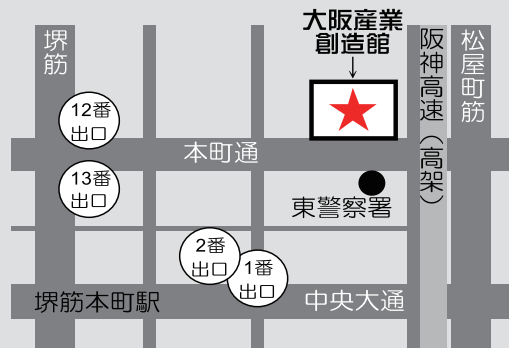 大阪産業
創造館
堺筋
阪神高速（高架）
松屋町筋
12番
出口
本町通
13番
出口
東警察署
2番
出口
1番
出口
堺筋本町駅
中央大通